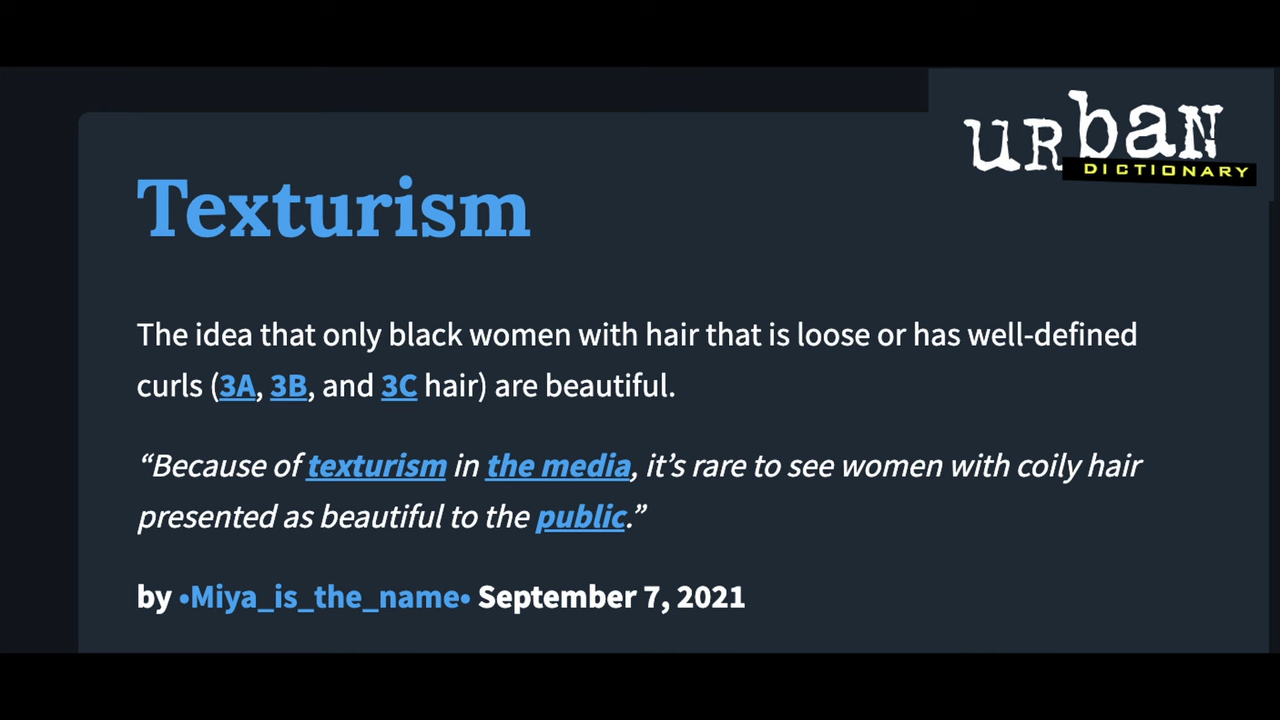 urban
DICTIONARY
Texturism
The idea that only black women with hair that is loose or has well-defined
curls (3A, 3B, and 3C hair) are beautiful.
“Because of texturism in the media, it’s rare to see women with coily hair
presented as beautiful to the public.”
by •Miya_is_the_name• September 7, 2021